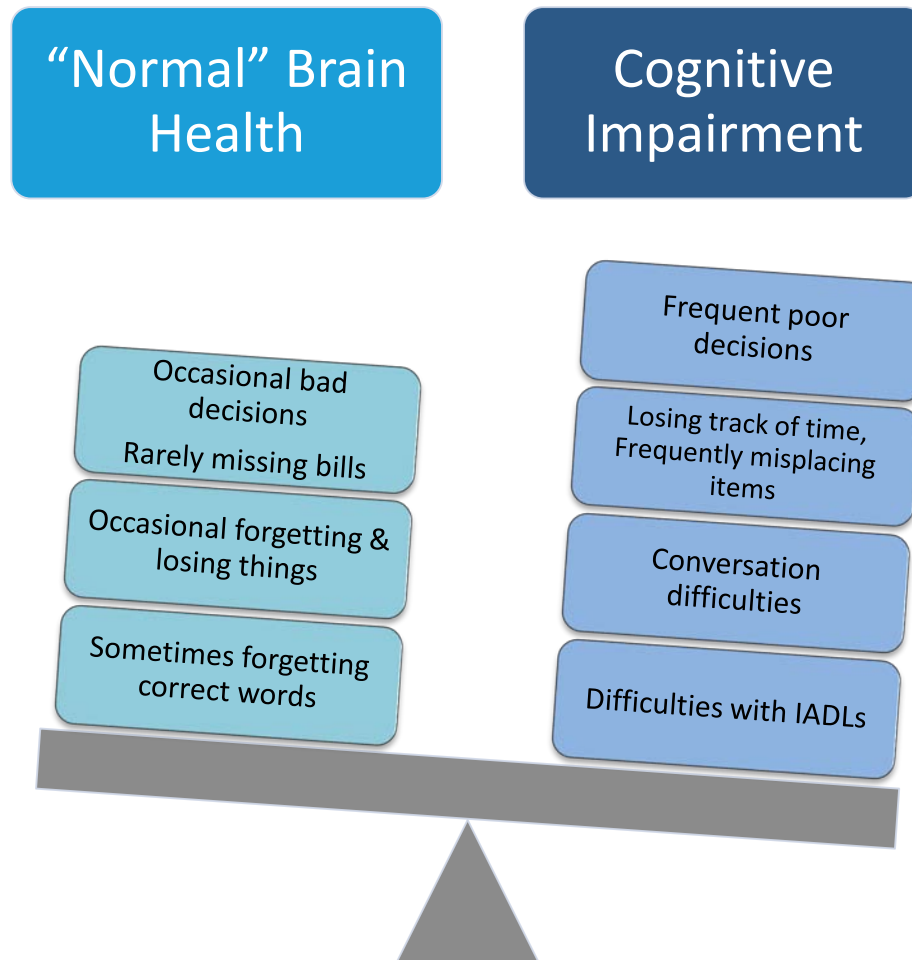 “Normal” Brain
Health
Cognitive
Impairment
Occasional bad
decisions
Rarely missing bills
Occasional forgetting &
losing things
Sometimes forgetting
correct words
Frequent poor
decisions
Losing track of time,
Frequently misplacing
items
Conversation
difficulties
Difficulties with IADLs